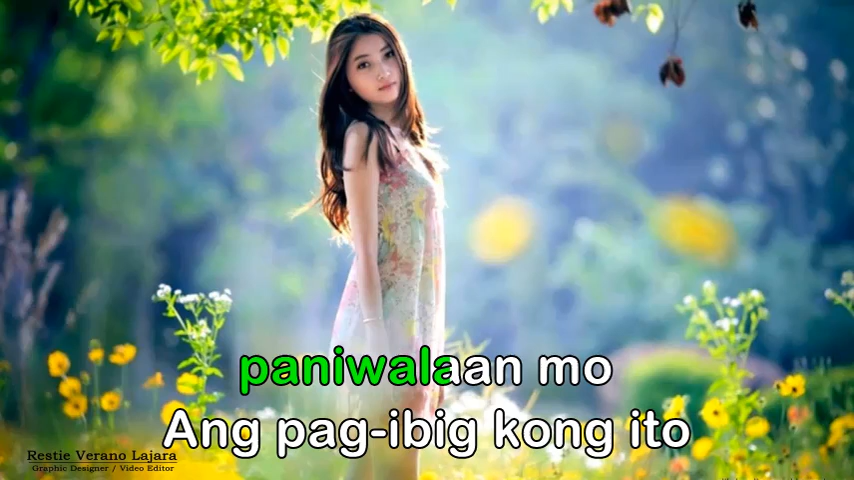 paniwalaan mo
Ang pag-ibig kong ito
Restie Verano Lajara
Graphic Designer / Video Editor